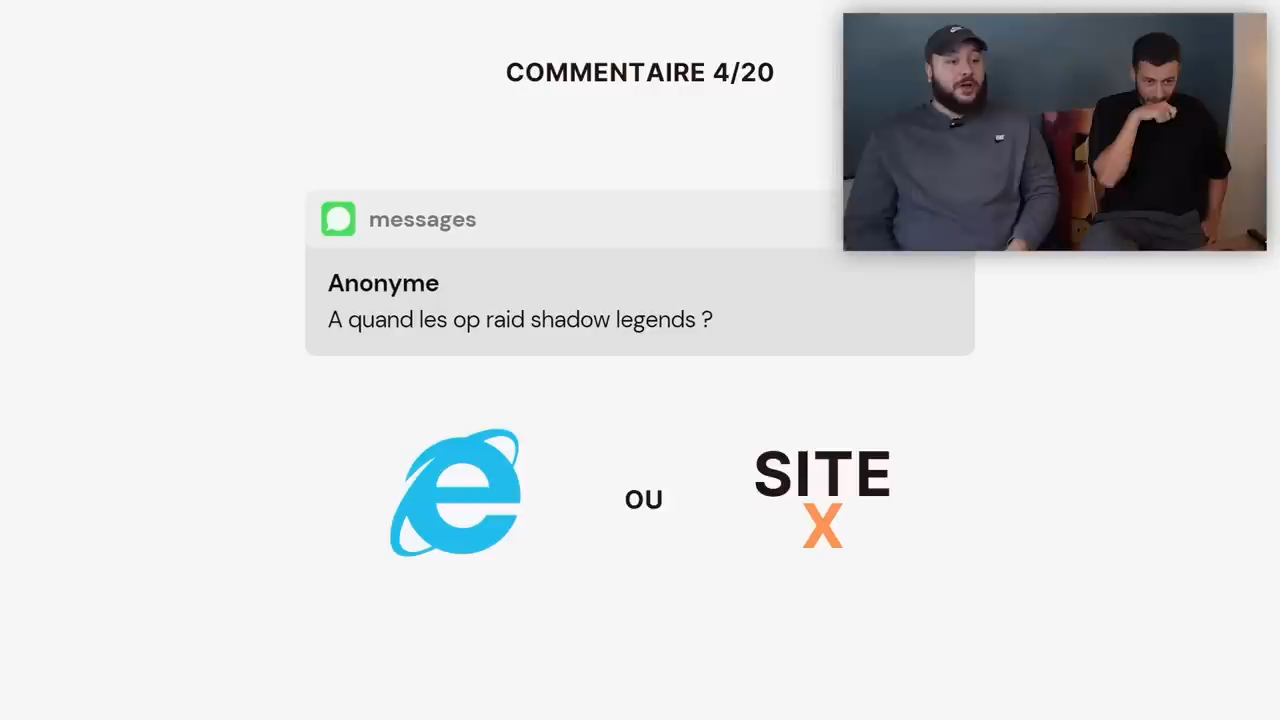 COMMENTAIRE 4/20
messages
Anonyme
A quand les op raid shadow legends ?
OU
SITE
X